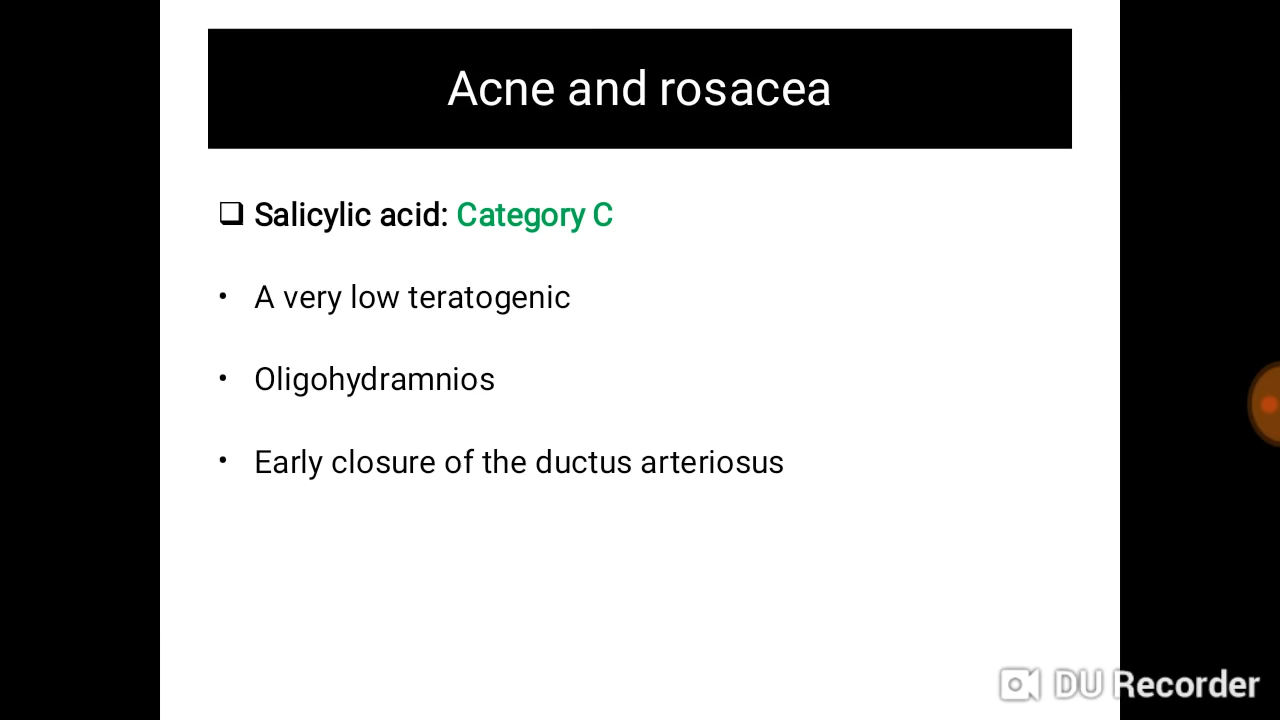 Acne and rosacea
❑ Salicylic acid: Category C
• A very low teratogenic
• Oligohydramnios
• Early closure of the ductus arteriosus
DU Recorder